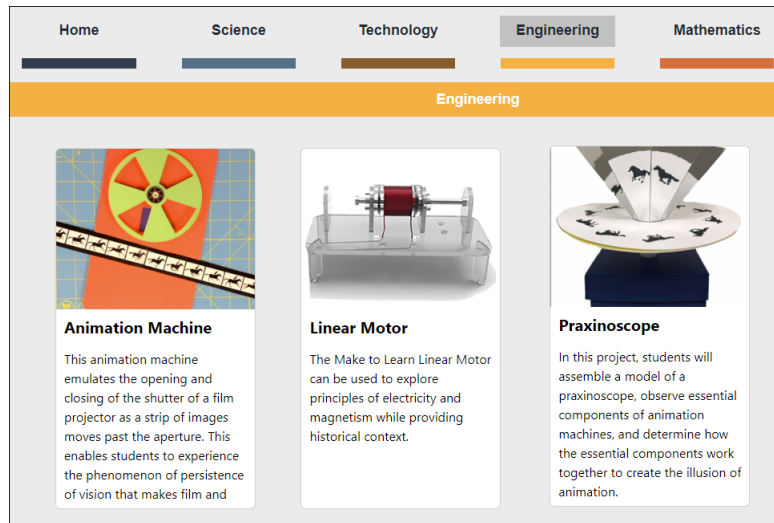 Home Science Technology Engineering Mathematics
Engineering
Animation Machine
This animation machine
emulates the opening and
closing of the shutter of a film
projector as a strip of images
moves past the aperture. This
enables students to experience
the phenomenon of persistence
of vision that makes film and
Linear Motor
The Make to Learn Linear Motor
can be used to explore
principles of electricity and
magnetism while providing
historical context.
Praxinoscope
In this project, students will
assemble a model of a
praxinoscope, observe essential
components of animation
machines, and determine how
the essential components work
together to create the illusion of
animation.